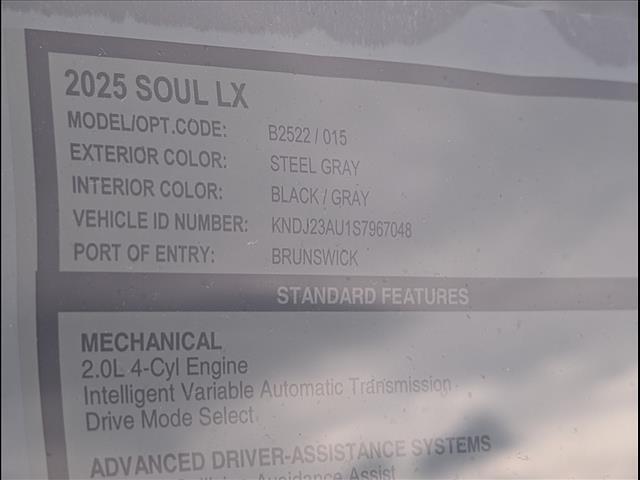 2025 SOUL LX
MODEL/OPT.CODE: B2522 / 015
EXTERIOR COLOR: STEEL GRAY
INTERIOR COLOR: BLACK / GRAY
VEHICLE ID NUMBER: KNDJ23AU1S7967048
PORT OF ENTRY: BRUNSWICK
STANDARD FEATURES
MECHANICAL
2.0L 4-Cyl Engine
Intelligent Variable Automatic Transmission
Drive Mode Select
ADVANCED DRIVER-ASSISTANCE SYSTEMS
Avoidance Assist